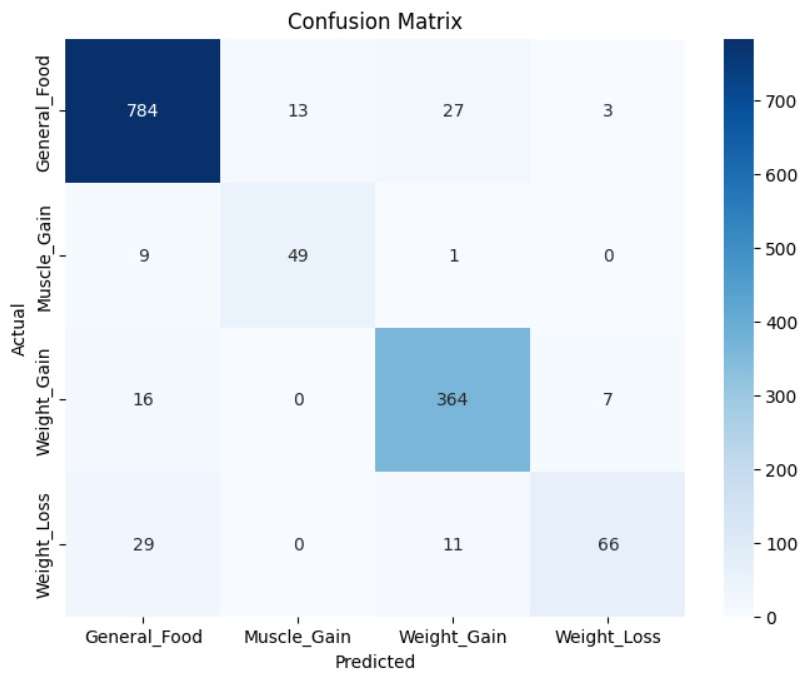 Confusion Matrix
Actual
General_Food
784 13 27 3
Muscle_Gain
9 49 1 0
Weight_Gain
16 0 364 7
Weight_Loss
29 0 11 66
General_Food Muscle_Gain Weight_Gain Weight_Loss
Predicted
700
600
500
400
300
200
100
0